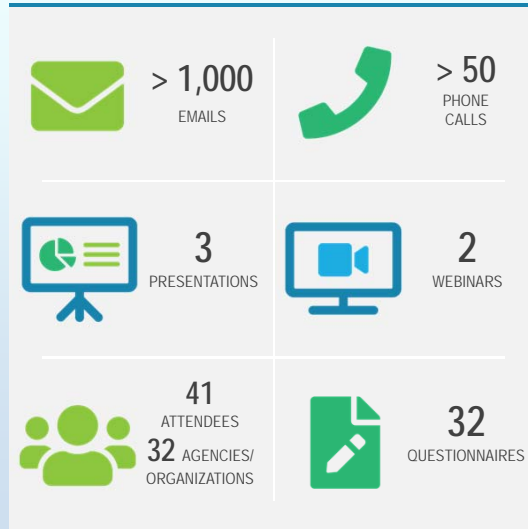 > 1,000
EMAILS
> 50
PHONE
CALLS
3
PRESENTATIONS
2
WEBINARS
41
ATTENDEES
32 AGENCIES/
ORGANIZATIONS
32
QUESTIONNAIRES